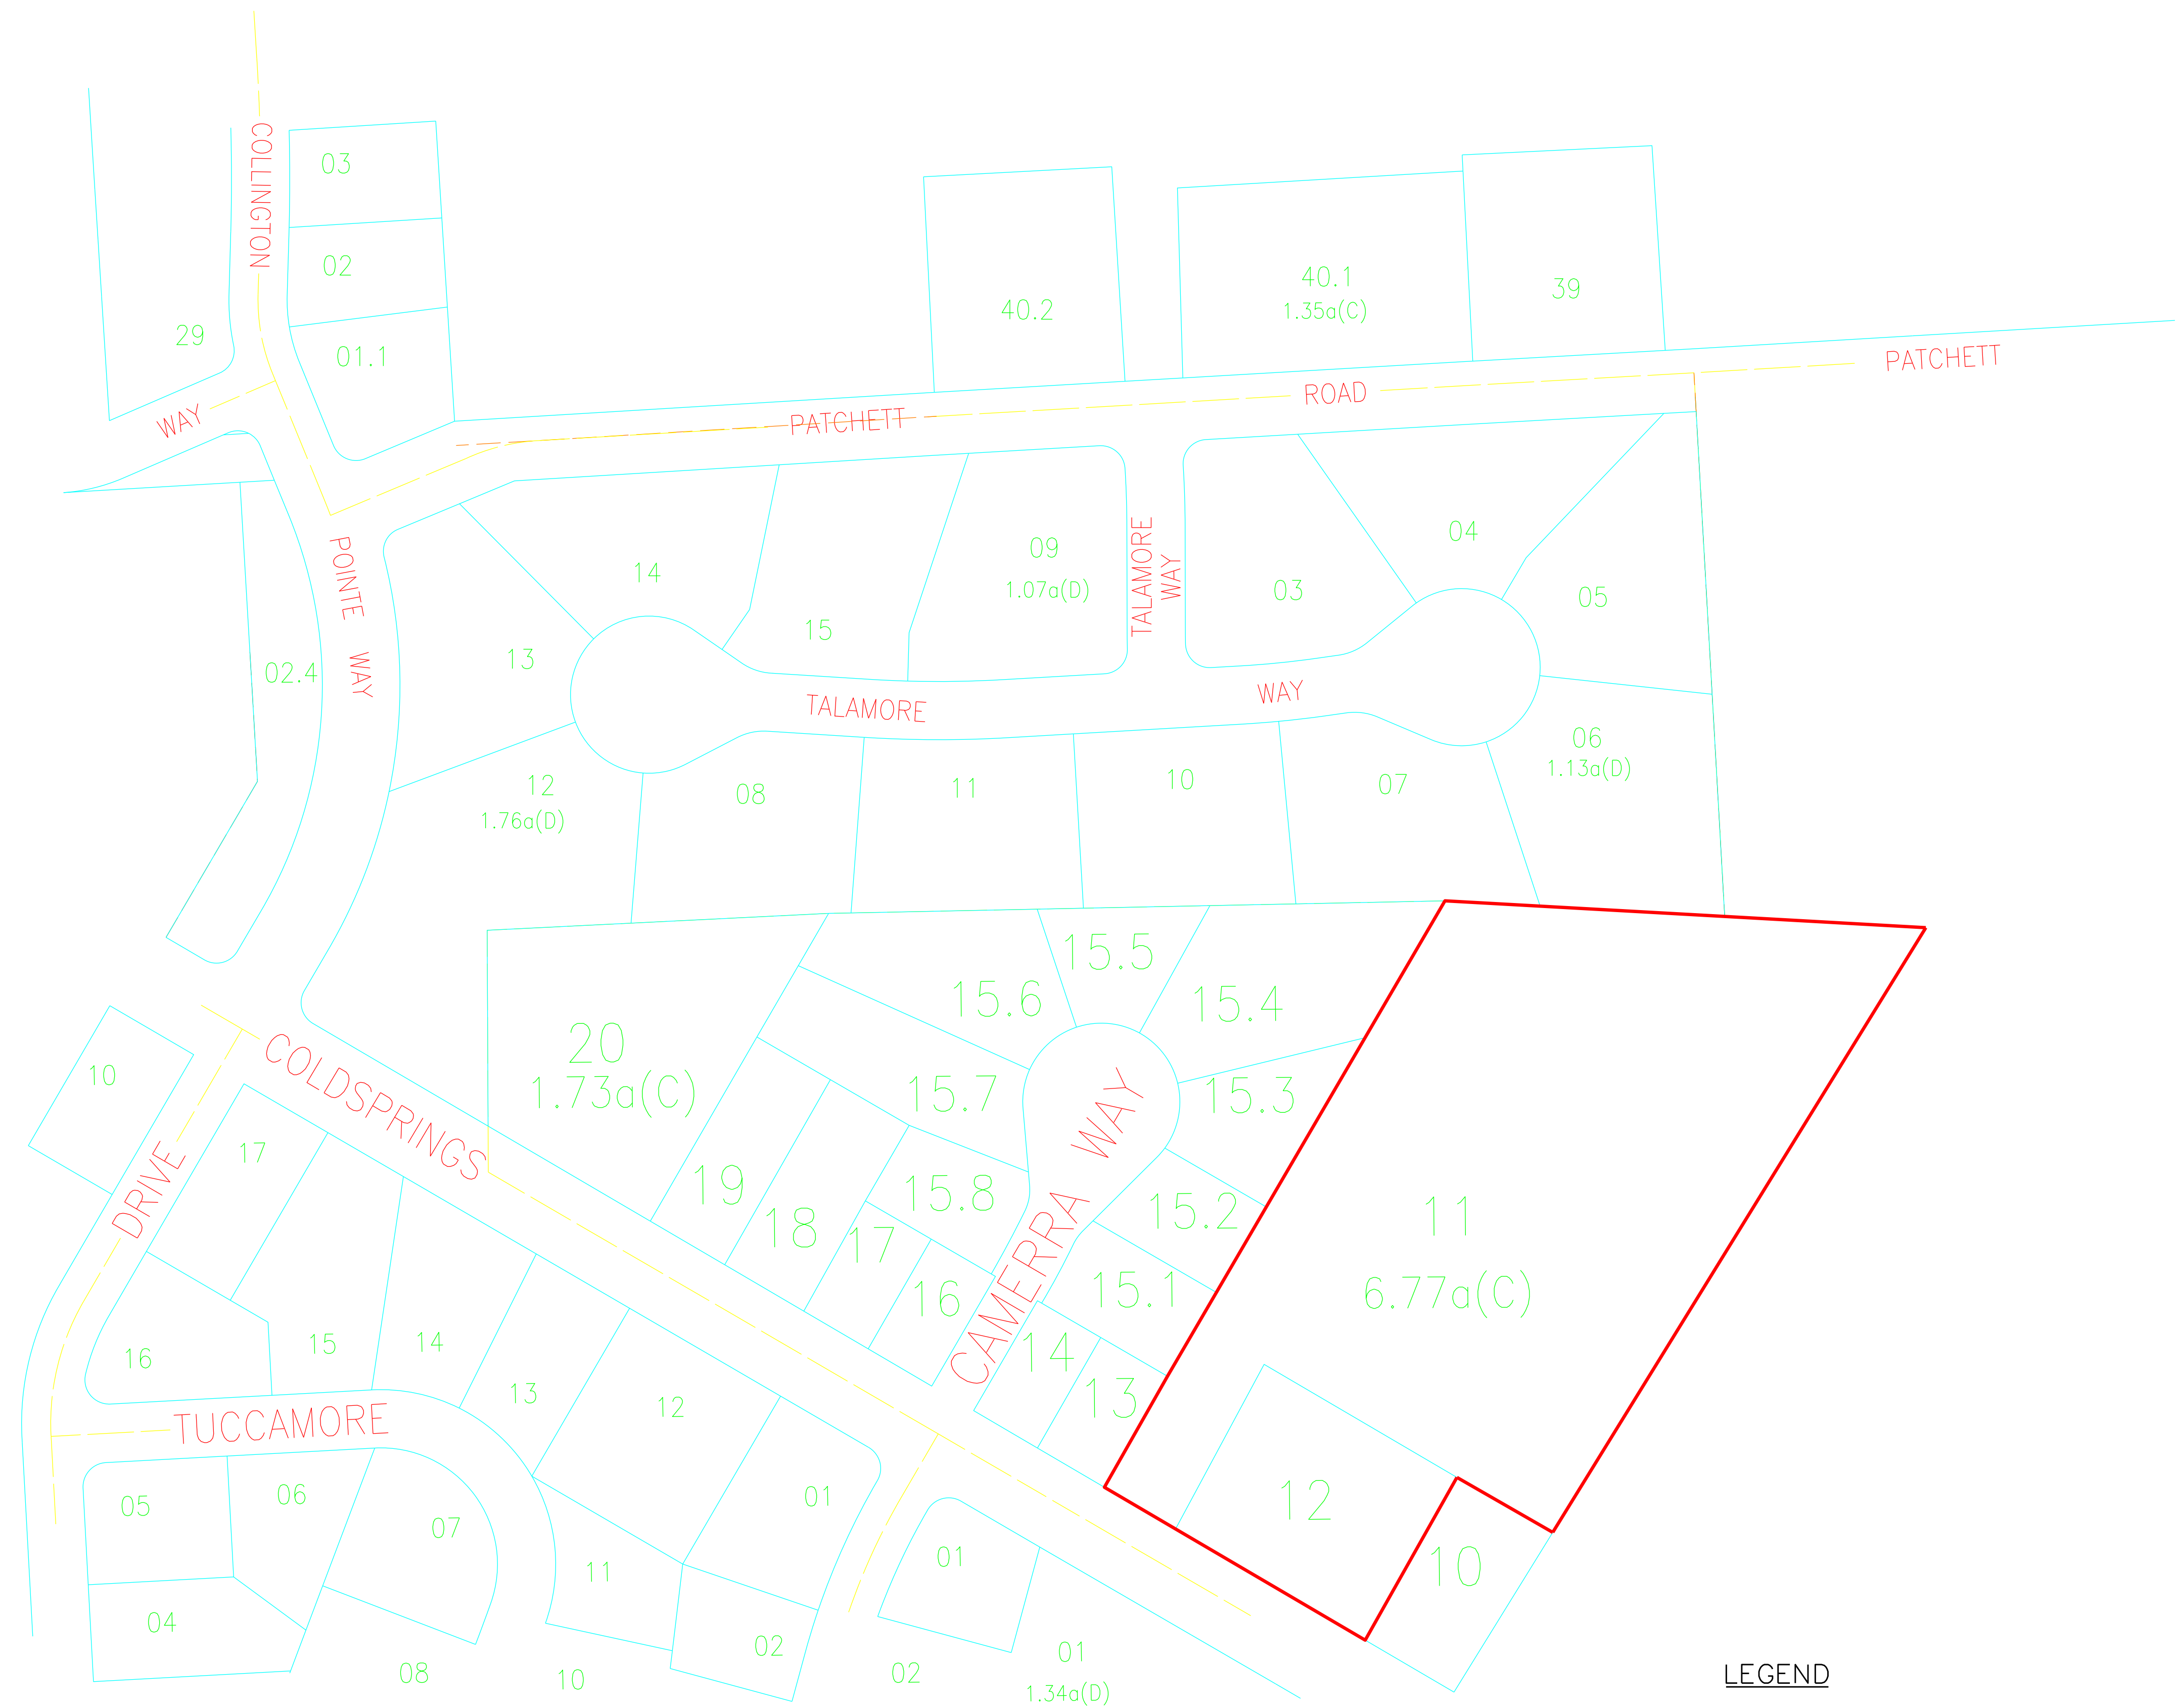 COLLINGTON
03
02
01.1
29
WAY
40.2
40.1
1.35a(C)
39
PATCHETT
ROAD
PATCHETT
POINTE WAY
02.4
14
13
15
09
1.07a(D)
TALAMORE
WAY
03
04
05
06
1.13a(D)
TALAMORE
WAY
12
1.76a(D)
08
11
10
07
15.5
15.6
15.4
20
1.73a(C)
15.7
15.3
COLDSPRINGS
DRIVE
10
17
19
18
17
16
15.8
CAMERRA WAY
15.2
15.1
14
13
11
6.77a(C)
12
10
16
15
14
13
12
TUCCAMORE
05
06
07
04
08
11
10
01
02
01
02
01
1.34a(D)
LEGEND